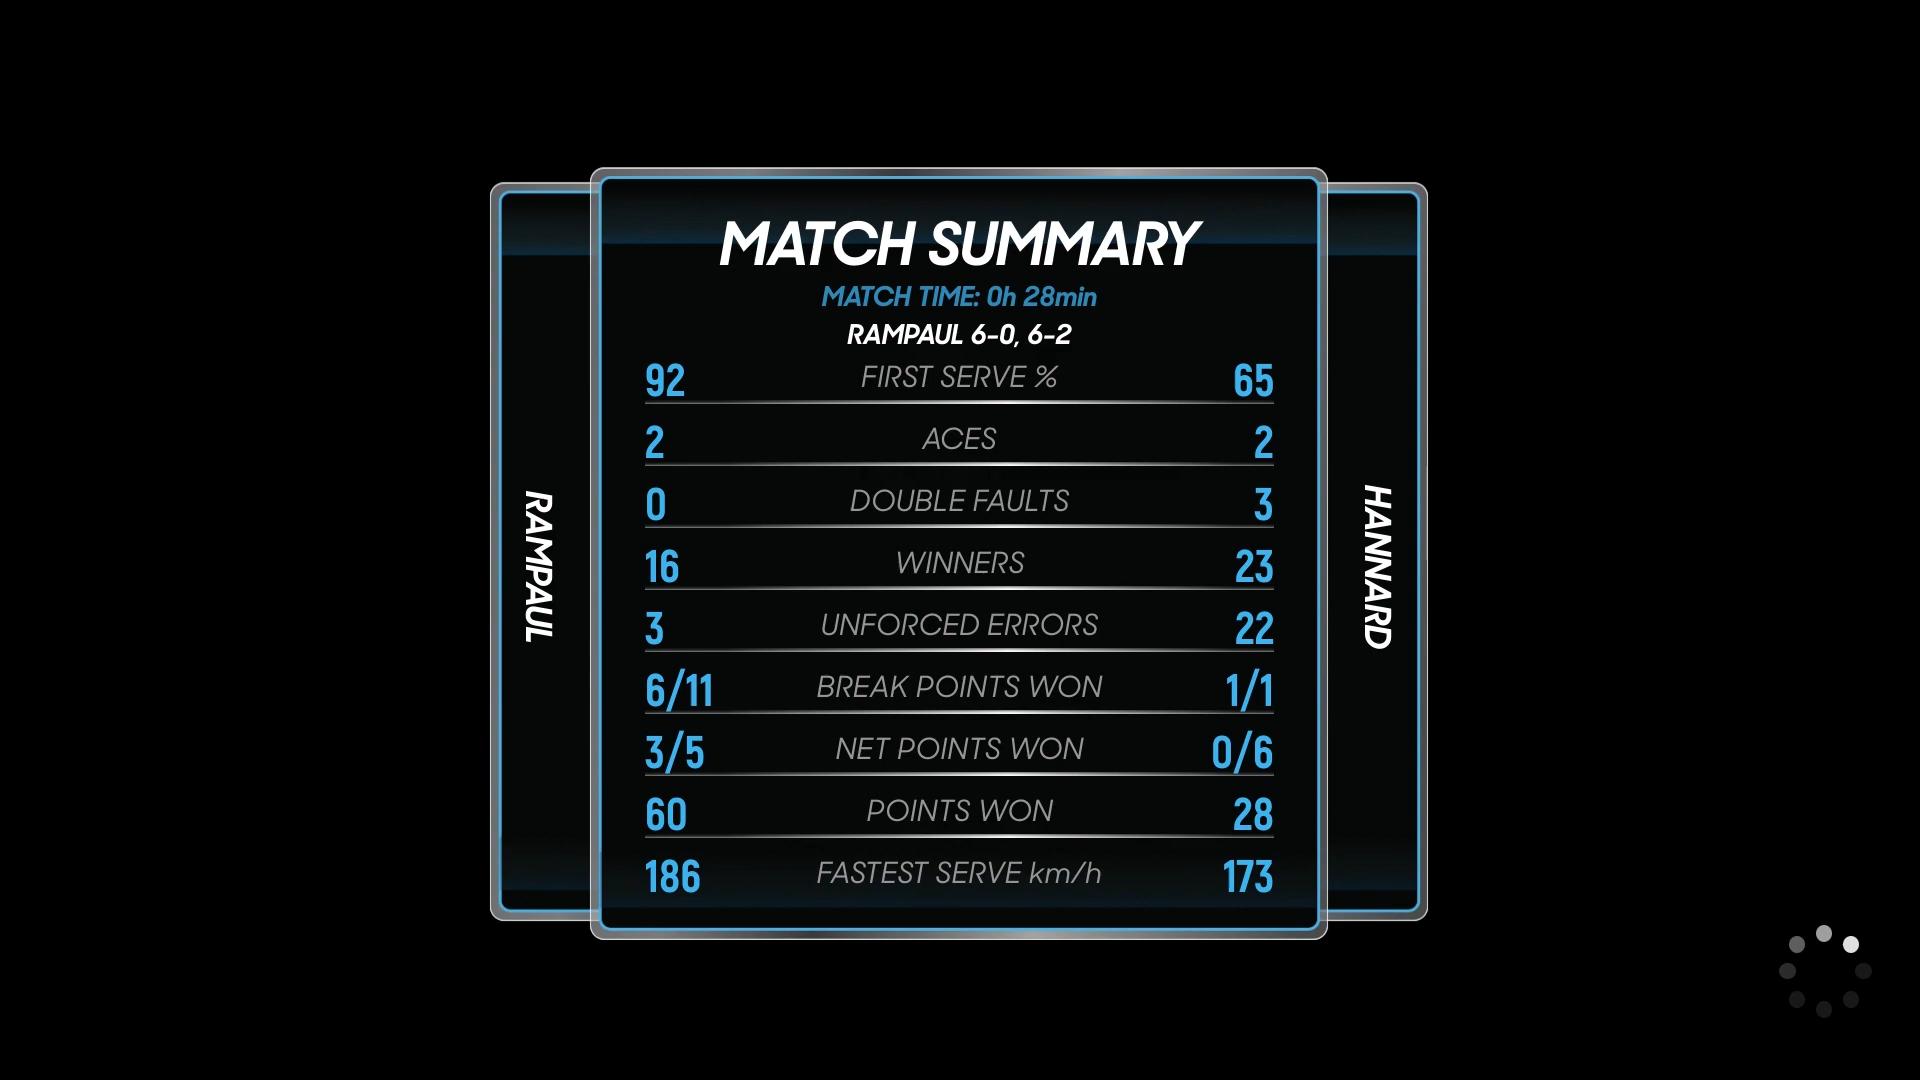 MATCH SUMMARY
MATCH TIME: 0h 28min
RAMPAUL 6-0, 6-2
92 FIRST SERVE % 65
2 ACES 2
0 DOUBLE FAULTS 3
16 WINNERS 23
3 UNFORCED ERRORS 22
6/11 BREAK POINTS WON 1/1
3/5 NET POINTS WON 0/6
60 POINTS WON 28
186 FASTEST SERVE km/h 173
RAMPAUL
HANNARD